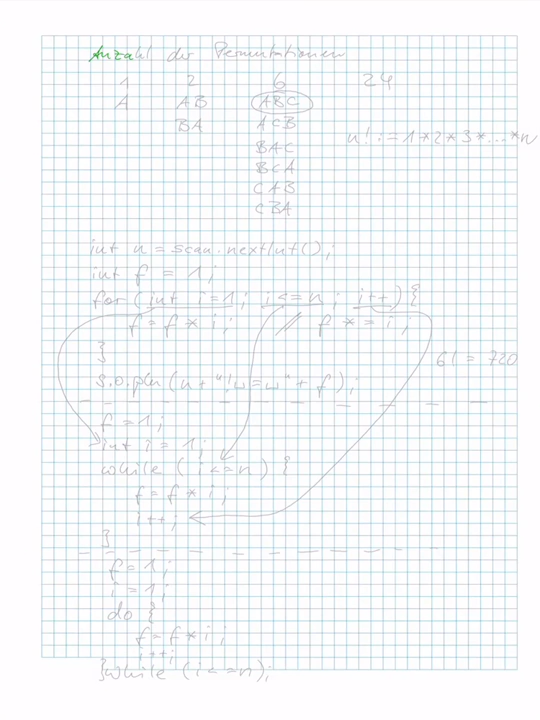 Anzahl der Permutationen
1 2 6 24
A AB ABC
BA ACB
n! := 1*2*3*...*n
BAC
BCA
CAB
CBA
int n = scan.nextInt();
int f = 1;
for (int i=1; i<=n; i++) {
f = f * i; // f *= i;
}
6! = 720
S.o.pln (n + "!ш=ш" + f);
f = 1;
int i = 1;
while ( i<=n ) {
f = f * i;
i++;
}
f = 1;
i = 1;
do {
f = f * i;
i++;
}while (i<=n);